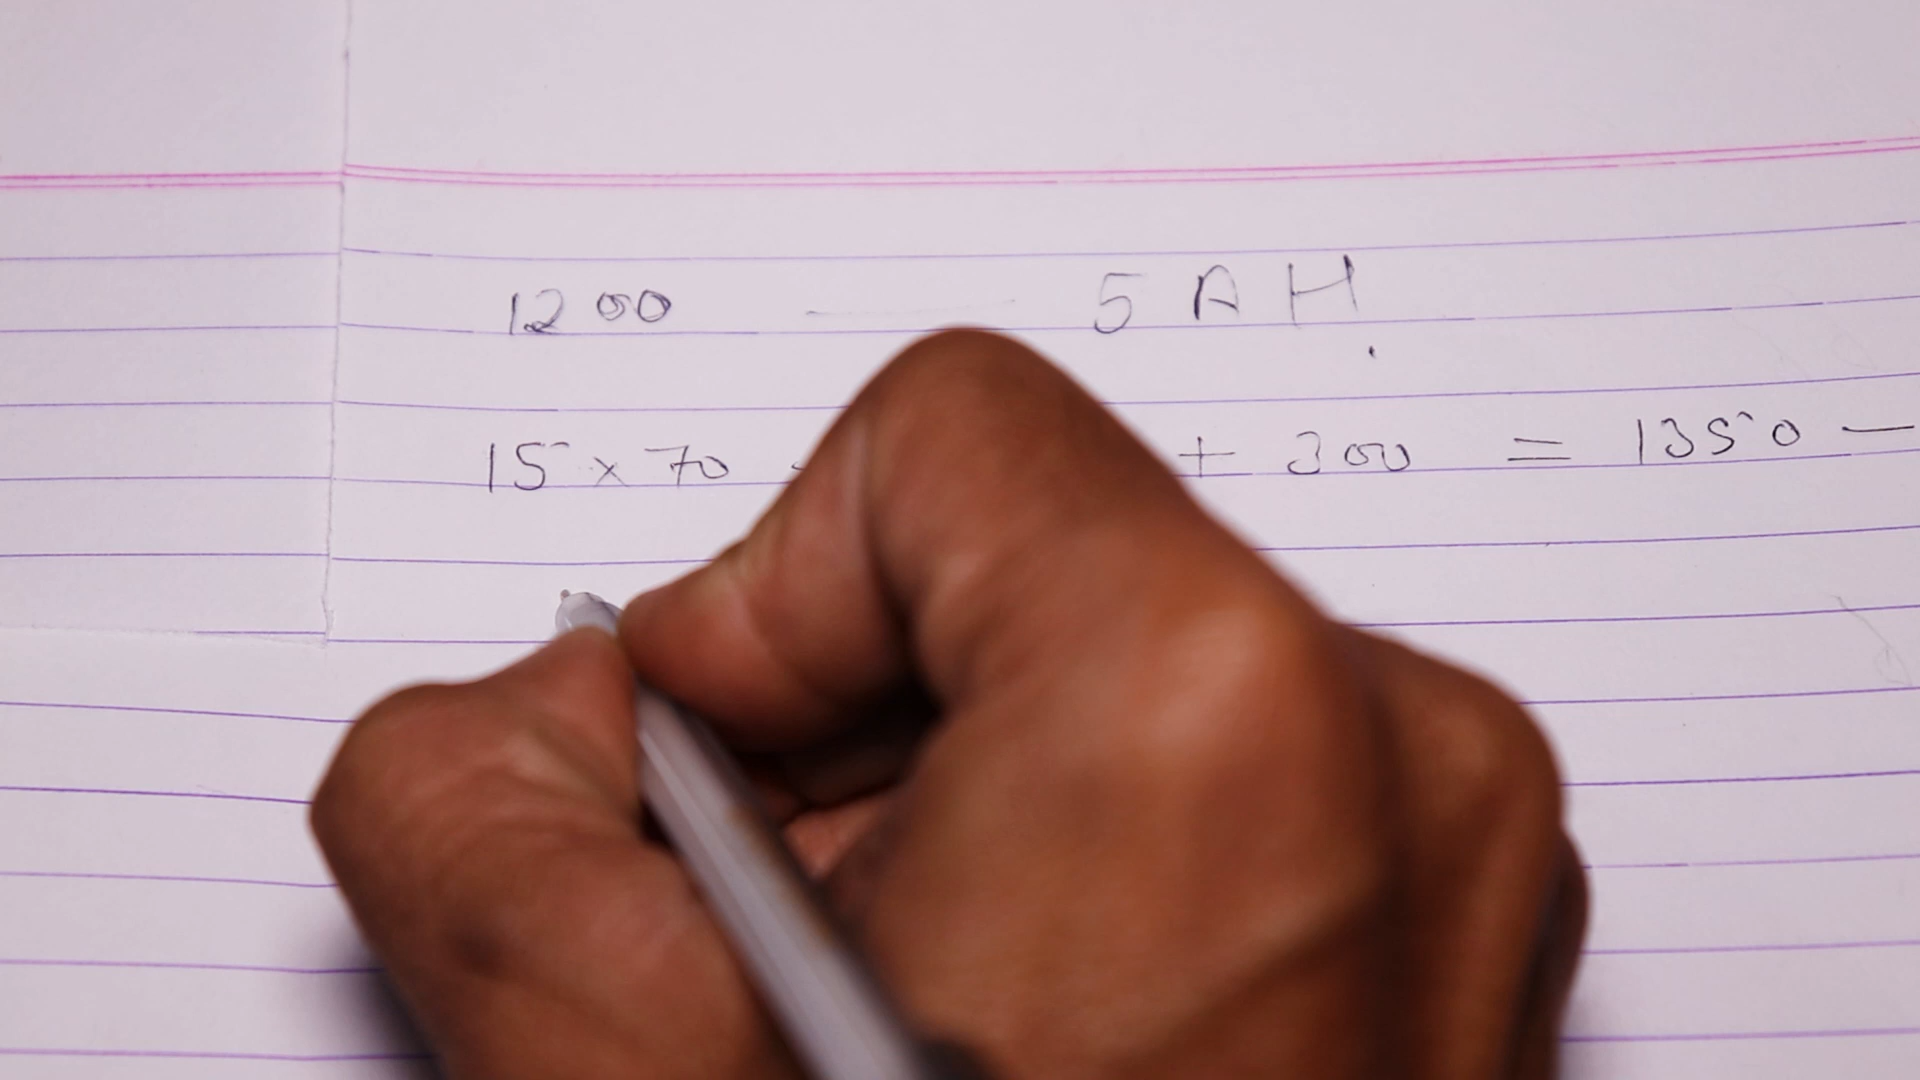 1200 — 5 AH.
15 × 70 + 300 = 1350 —